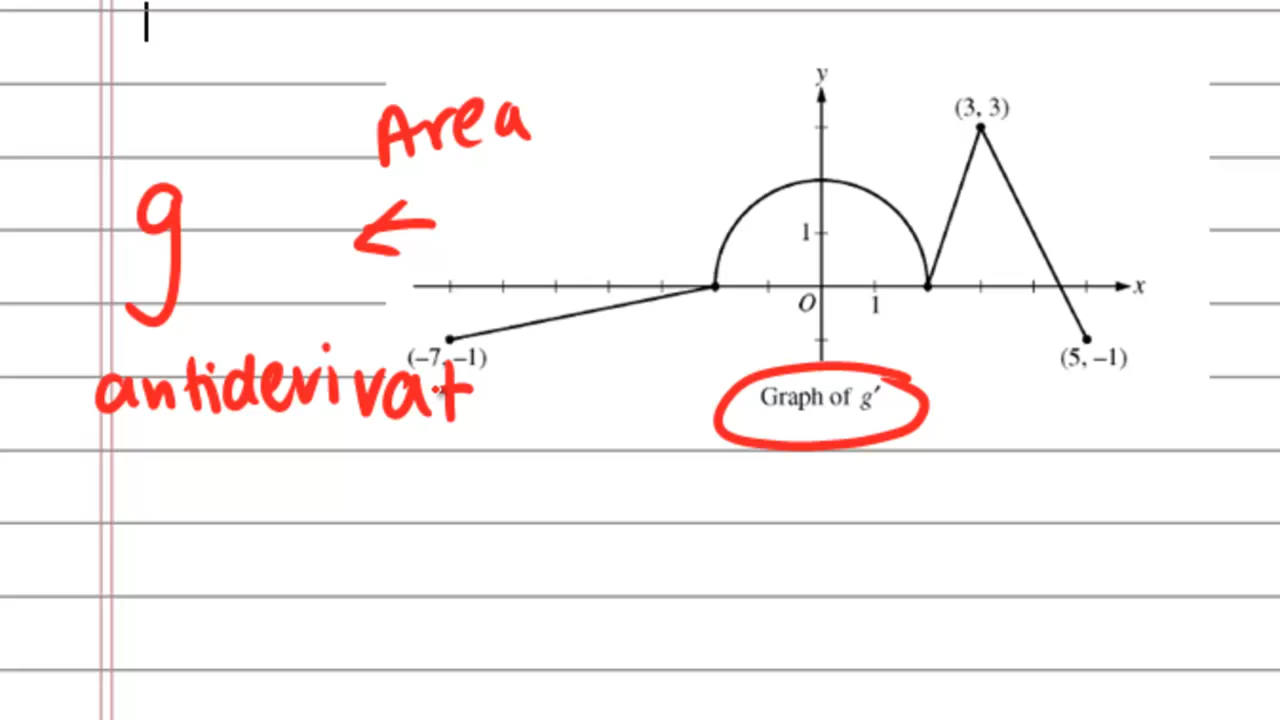 Area
y
(3, 3)
g
1
O
1
x
(−7, −1)
(5, −1)
antiderivat
Graph of g′